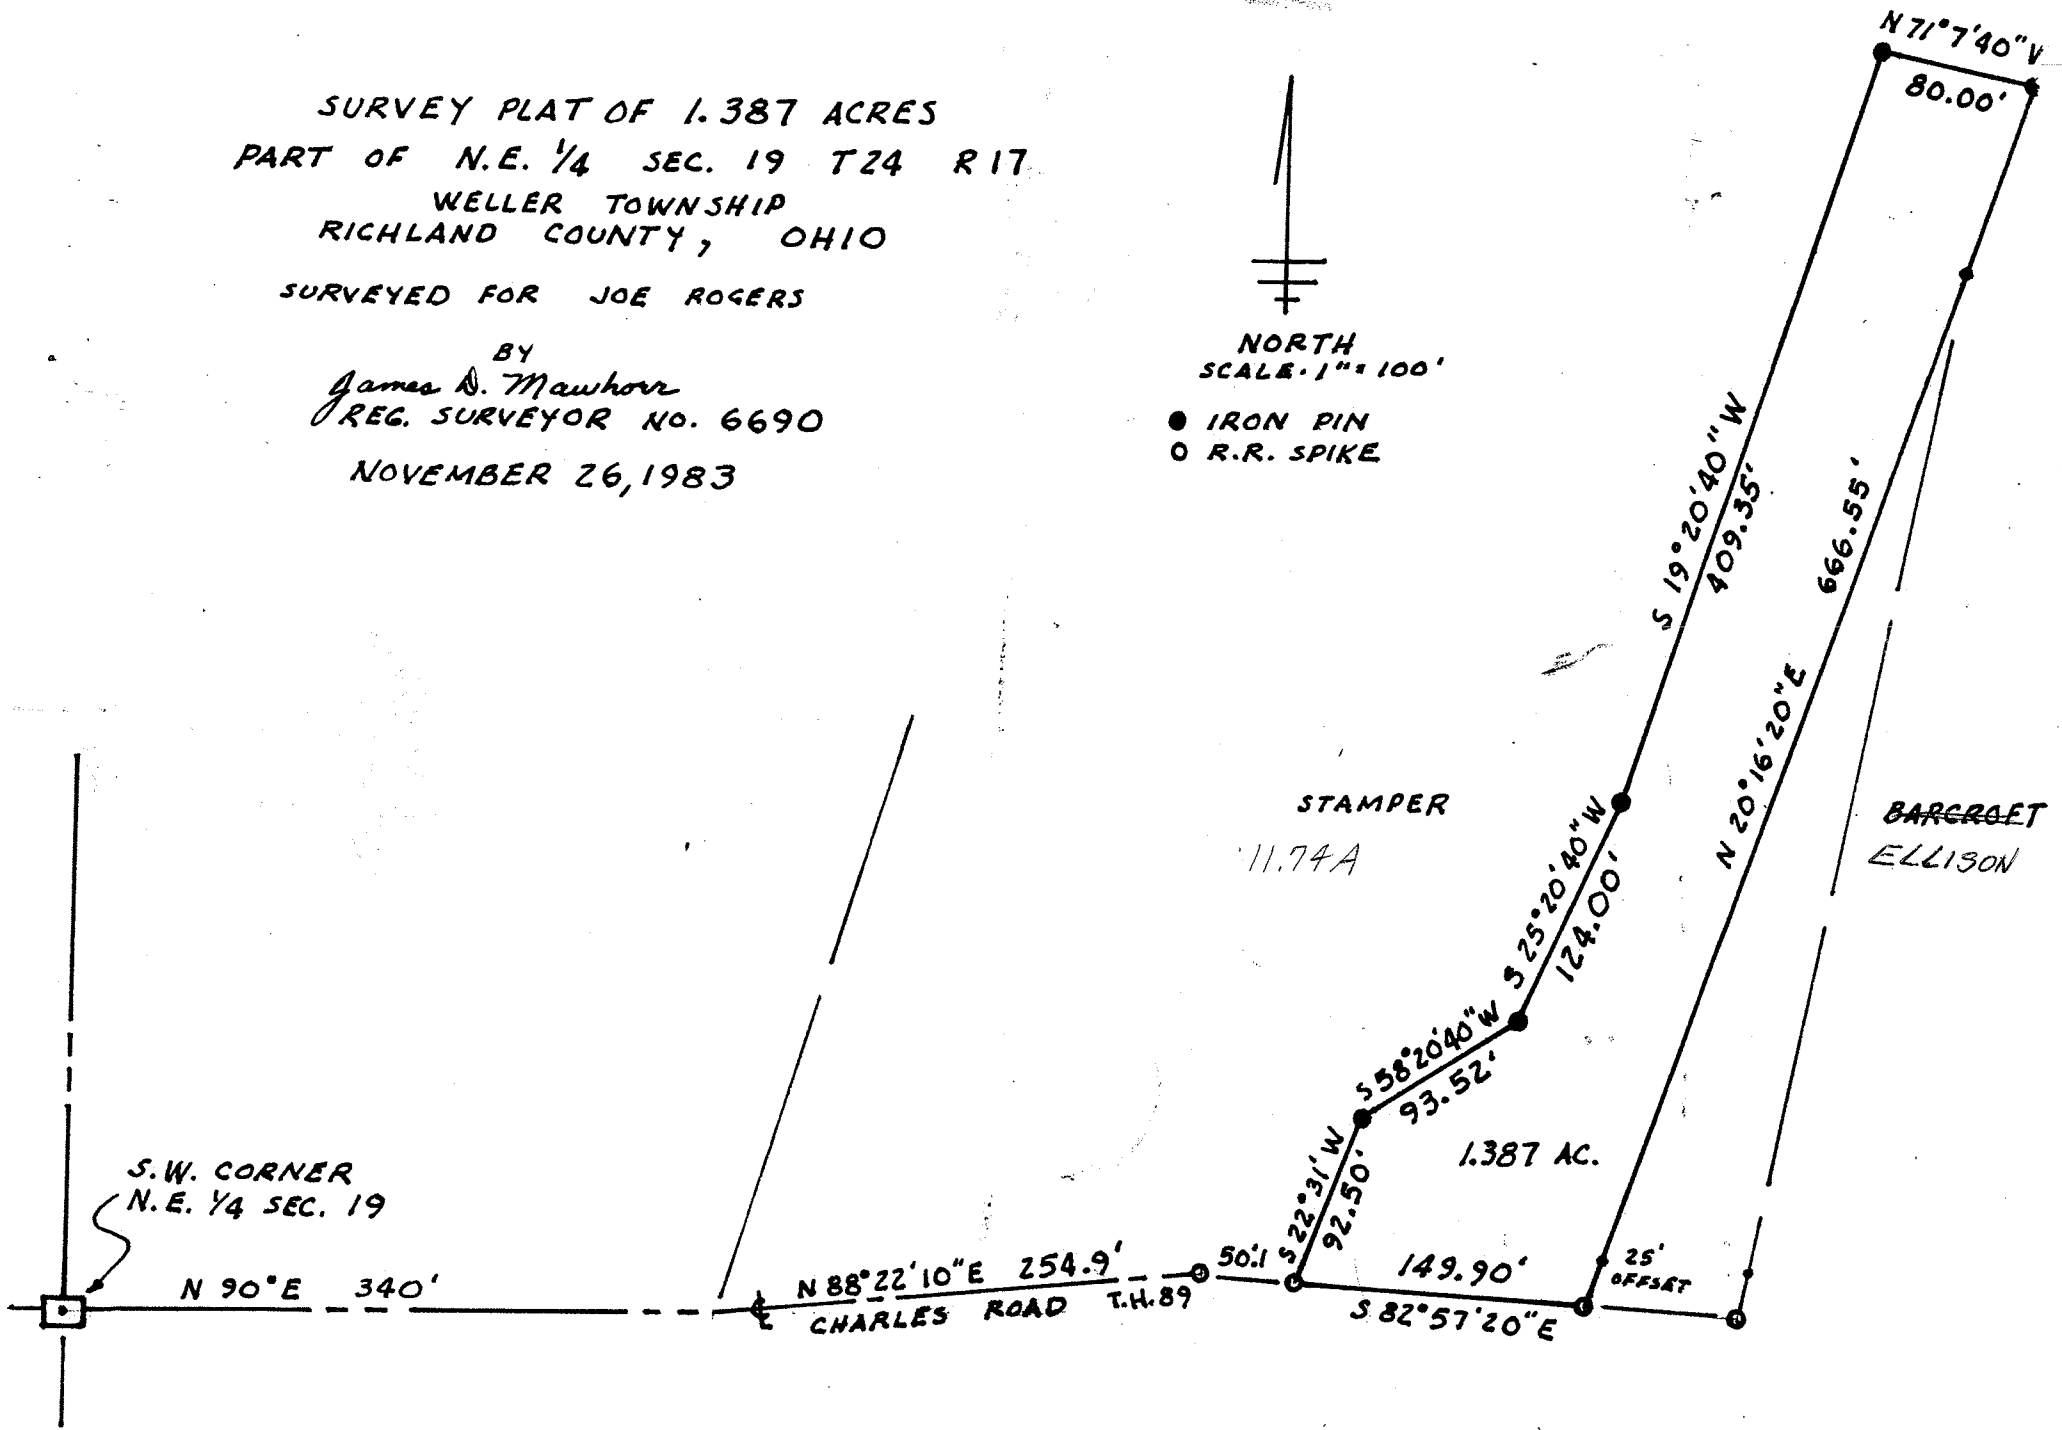 SURVEY PLAT OF 1.387 ACRES
PART OF N.E. 1/4 SEC. 19 T24 R17
WELLER TOWNSHIP
RICHLAND COUNTY, OHIO
SURVEYED FOR JOE ROGERS
BY
James D. Mawhorr
REG. SURVEYOR NO. 6690
NOVEMBER 26, 1983
NORTH
SCALE. 1" = 100'
● IRON PIN
○ R.R. SPIKE
N 71° 7' 40" W
80.00'
S 19° 20' 40" W
409.35'
666.55'
N 20° 16' 20" E
STAMPER
11.74 A
BARCROFT
ELLISON
S 25° 20' 40" W
124.00'
S 58° 20' 40" W
93.52'
S 22° 31' W
92.50'
1.387 AC.
S.W. CORNER
N.E. 1/4 SEC. 19
N 90° E 340'
N 88° 22' 10" E 254.9'
CHARLES ROAD T.H. 89
50.1'
149.90'
S 82° 57' 20" E
25'
OFFSET